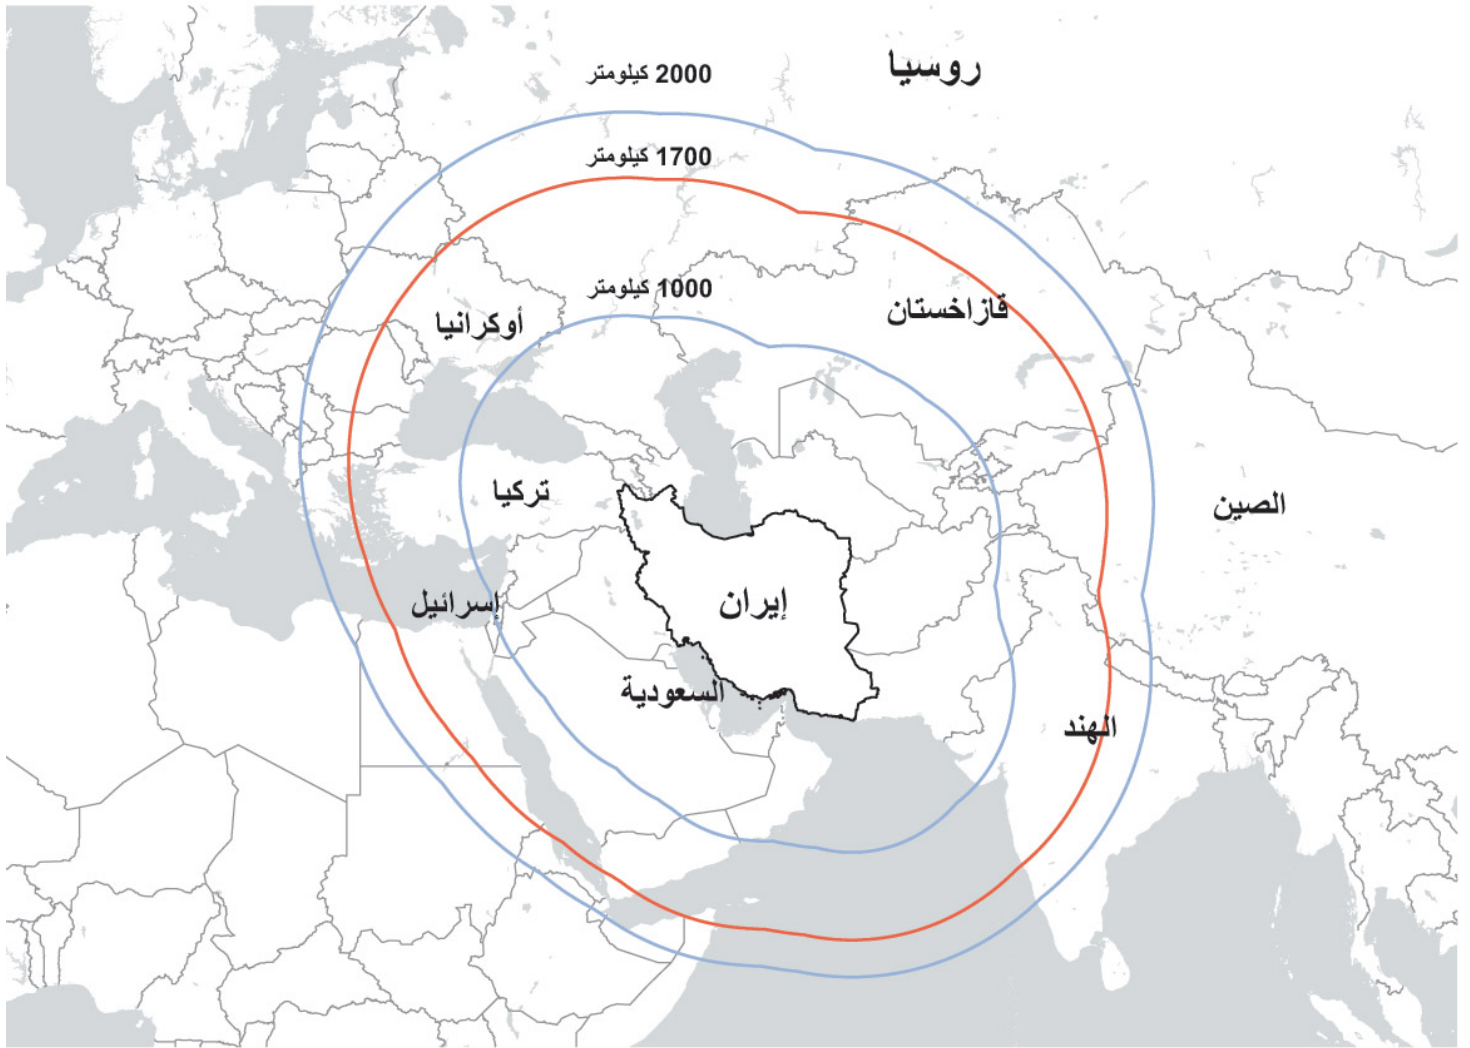 روسيا
2000 كيلومتر
1700 كيلومتر
1000 كيلومتر
قازاخستان
أوكرانيا
تركيا
الصين
إيران
إسرائيل
السعودية
الهند